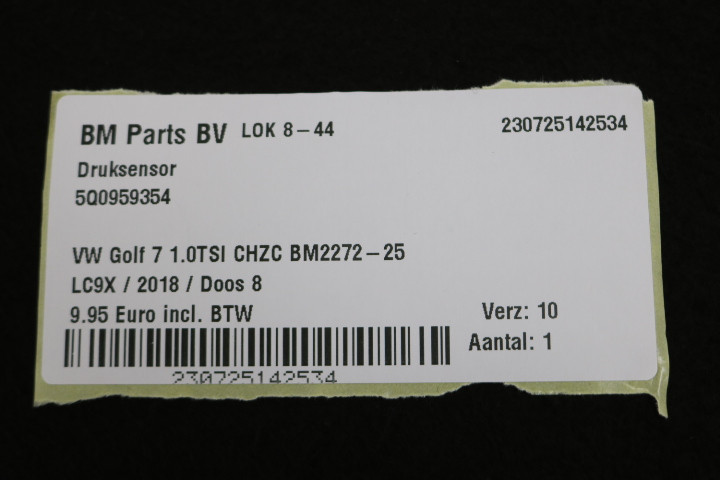 BM Parts BV LOK 8-44 230725142534
Druksensor
5Q0959354
VW Golf 7 1.0TSI CHZC BM2272-25
LC9X / 2018 / Doos 8
9.95 Euro incl. BTW Verz: 10
Aantal: 1
230725142534